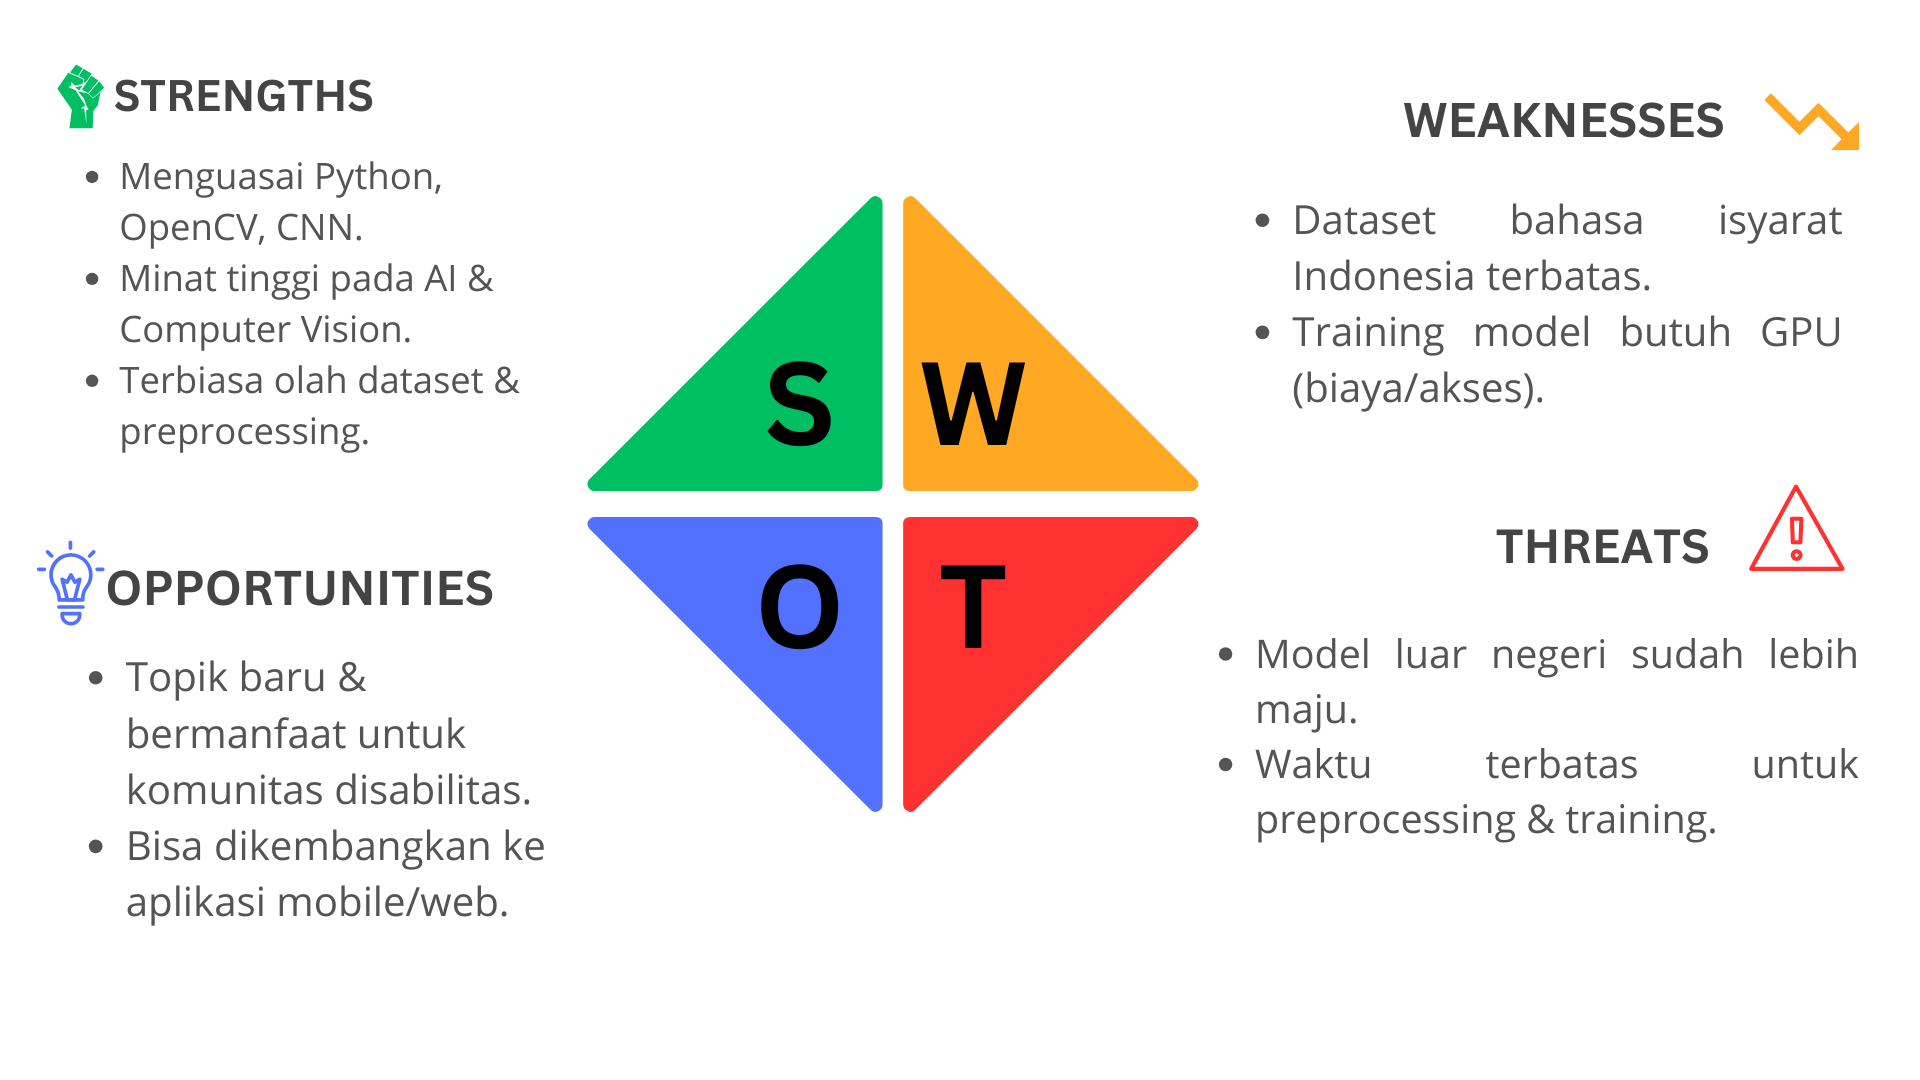 STRENGTHS
• Menguasai Python,
OpenCV, CNN.
• Minat tinggi pada AI &
Computer Vision.
• Terbiasa olah dataset &
preprocessing.
WEAKNESSES
• Dataset bahasa isyarat
Indonesia terbatas.
• Training model butuh GPU
(biaya/akses).
S
W
O
T
OPPORTUNITIES
• Topik baru &
bermanfaat untuk
komunitas disabilitas.
• Bisa dikembangkan ke
aplikasi mobile/web.
THREATS
• Model luar negeri sudah lebih
maju.
• Waktu terbatas untuk
preprocessing & training.